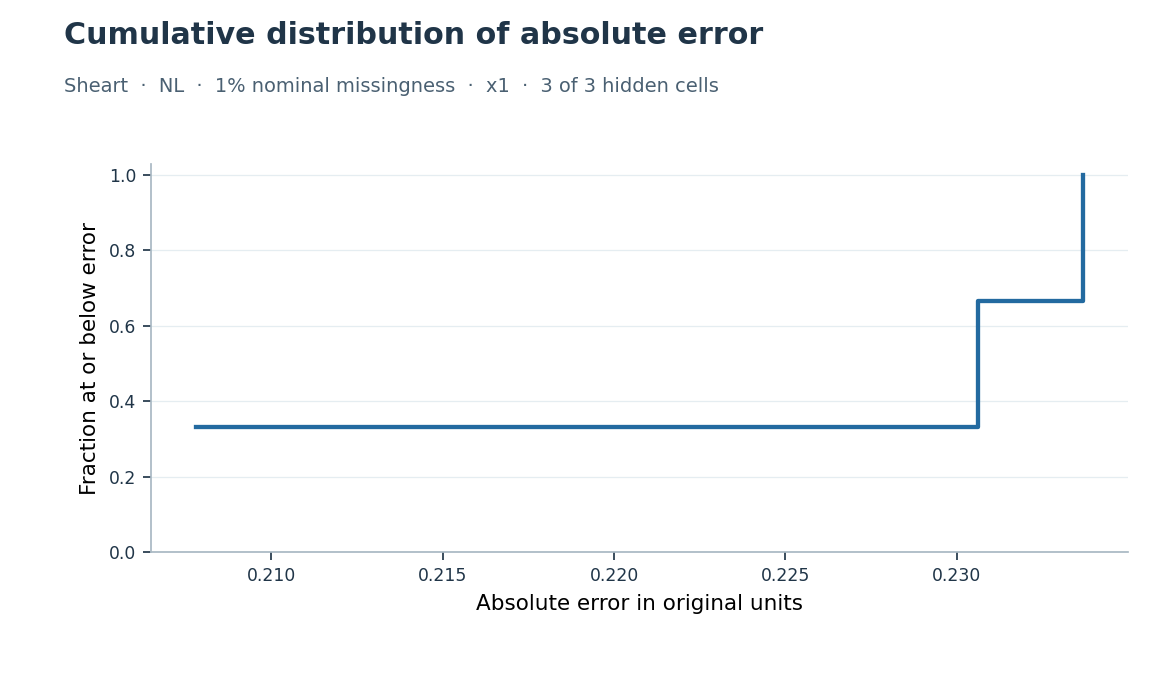 Cumulative distribution of absolute error
Sheart · NL · 1% nominal missingness · x1 · 3 of 3 hidden cells
1.0
0.8
0.6
0.4
0.2
0.0
Fraction at or below error
0.210 0.215 0.220 0.225 0.230
Absolute error in original units